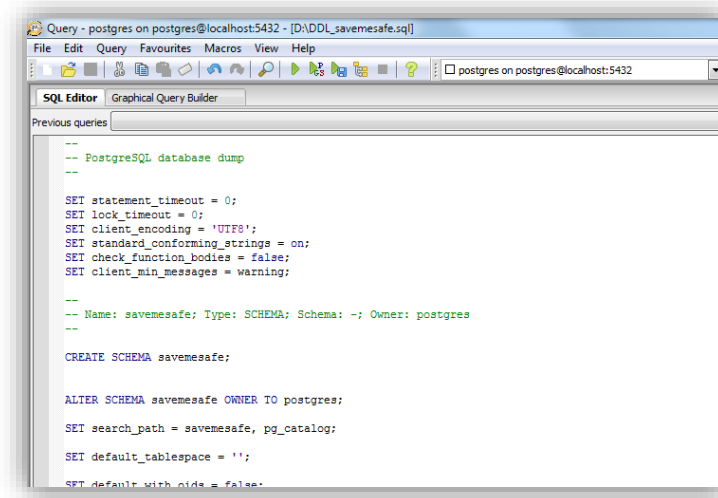 Query - postgres on postgres@localhost:5432 - [D:\DDL_savemesafe.sql]
File Edit Query Favourites Macros View Help
postgres on postgres@localhost:5432
SQL Editor Graphical Query Builder
Previous queries
--
-- PostgreSQL database dump
--
SET statement_timeout = 0;
SET lock_timeout = 0;
SET client_encoding = 'UTF8';
SET standard_conforming_strings = on;
SET check_function_bodies = false;
SET client_min_messages = warning;
--
-- Name: savemesafe; Type: SCHEMA; Schema: -; Owner: postgres
--
CREATE SCHEMA savemesafe;
ALTER SCHEMA savemesafe OWNER TO postgres;
SET search_path = savemesafe, pg_catalog;
SET default_tablespace = '';
SET default_with_oids = false;